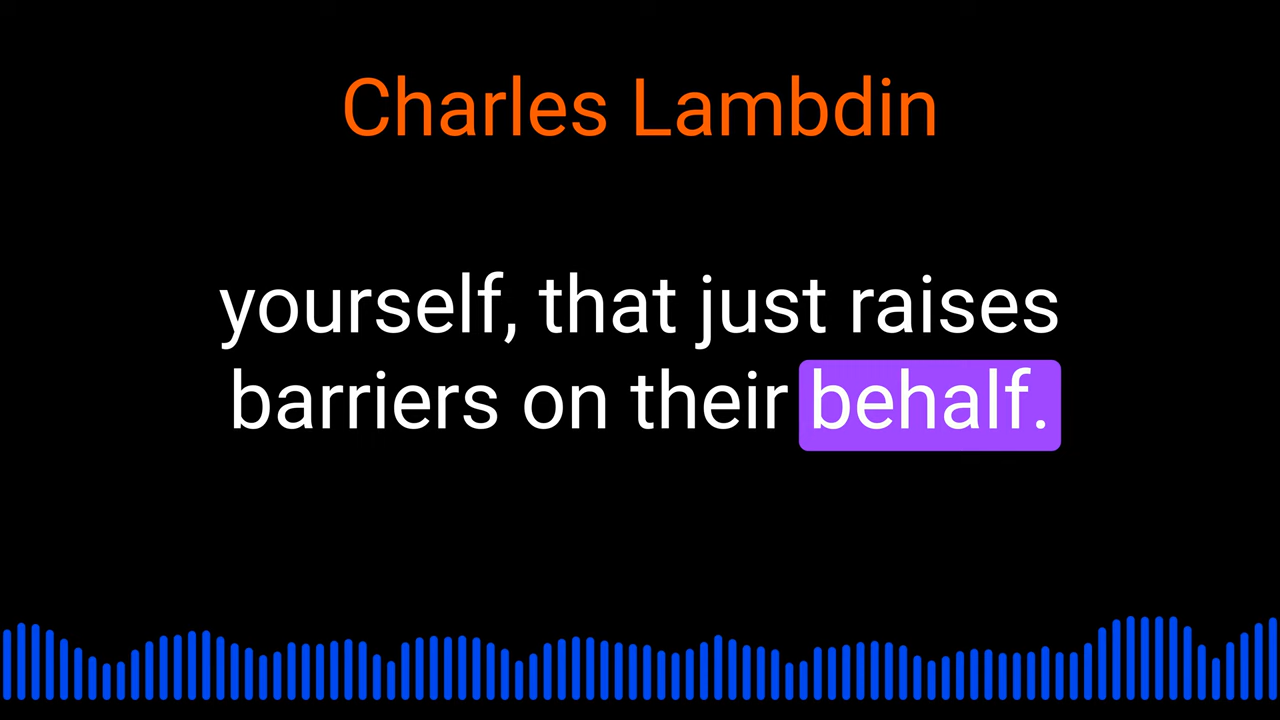 Charles Lambdin
yourself, that just raises
barriers on their behalf.